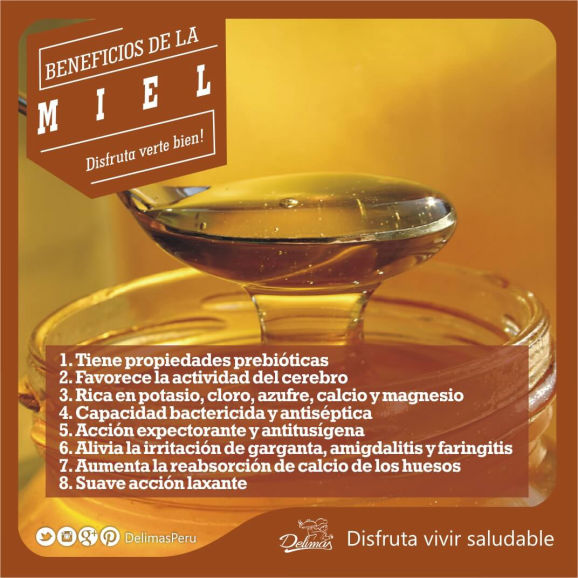 BENEFICIOS DE LA
MIEL
Disfruta verte bien!
1. Tiene propiedades prebióticas
2. Favorece la actividad del cerebro
3. Rica en potasio, cloro, azufre, calcio y magnesio
4. Capacidad bactericida y antiséptica
5. Acción expectorante y antitusígena
6. Alivia la irritación de garganta, amigdalitis y faringitis
7. Aumenta la reabsorción de calcio de los huesos
8. Suave acción laxante
DelimasPeru
Delimás
Disfruta vivir saludable